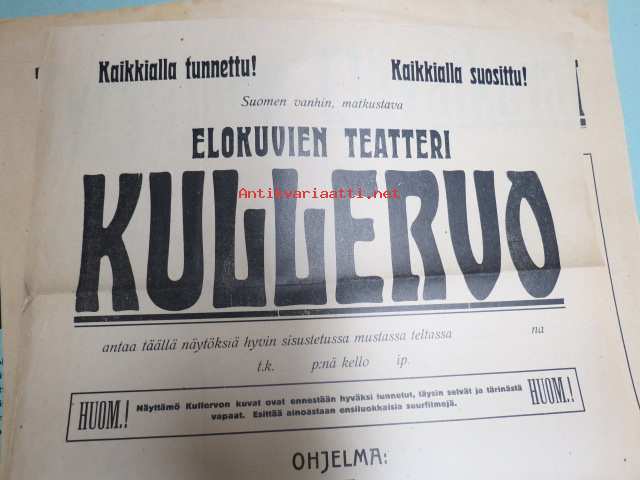 Kaikkialla tunnettu! Kaikkialla suosittu!
Suomen vanhin, matkustava
ELOKUVIEN TEATTERI
Antikvariaatti.net
KULLERVO
antaa täällä näytöksiä hyvin sisustetussa mustassa teltassa na
t.k. p:nä kello ip.
HUOM.! Näyttämö Kullervon kuvat ovat ennestään hyväksi tunnetut, täysin selvät ja tärinästä HUOM.!
vapaat. Esittää ainoastaan ensiluokkaisia suurfilmejä.
OHJELMA: